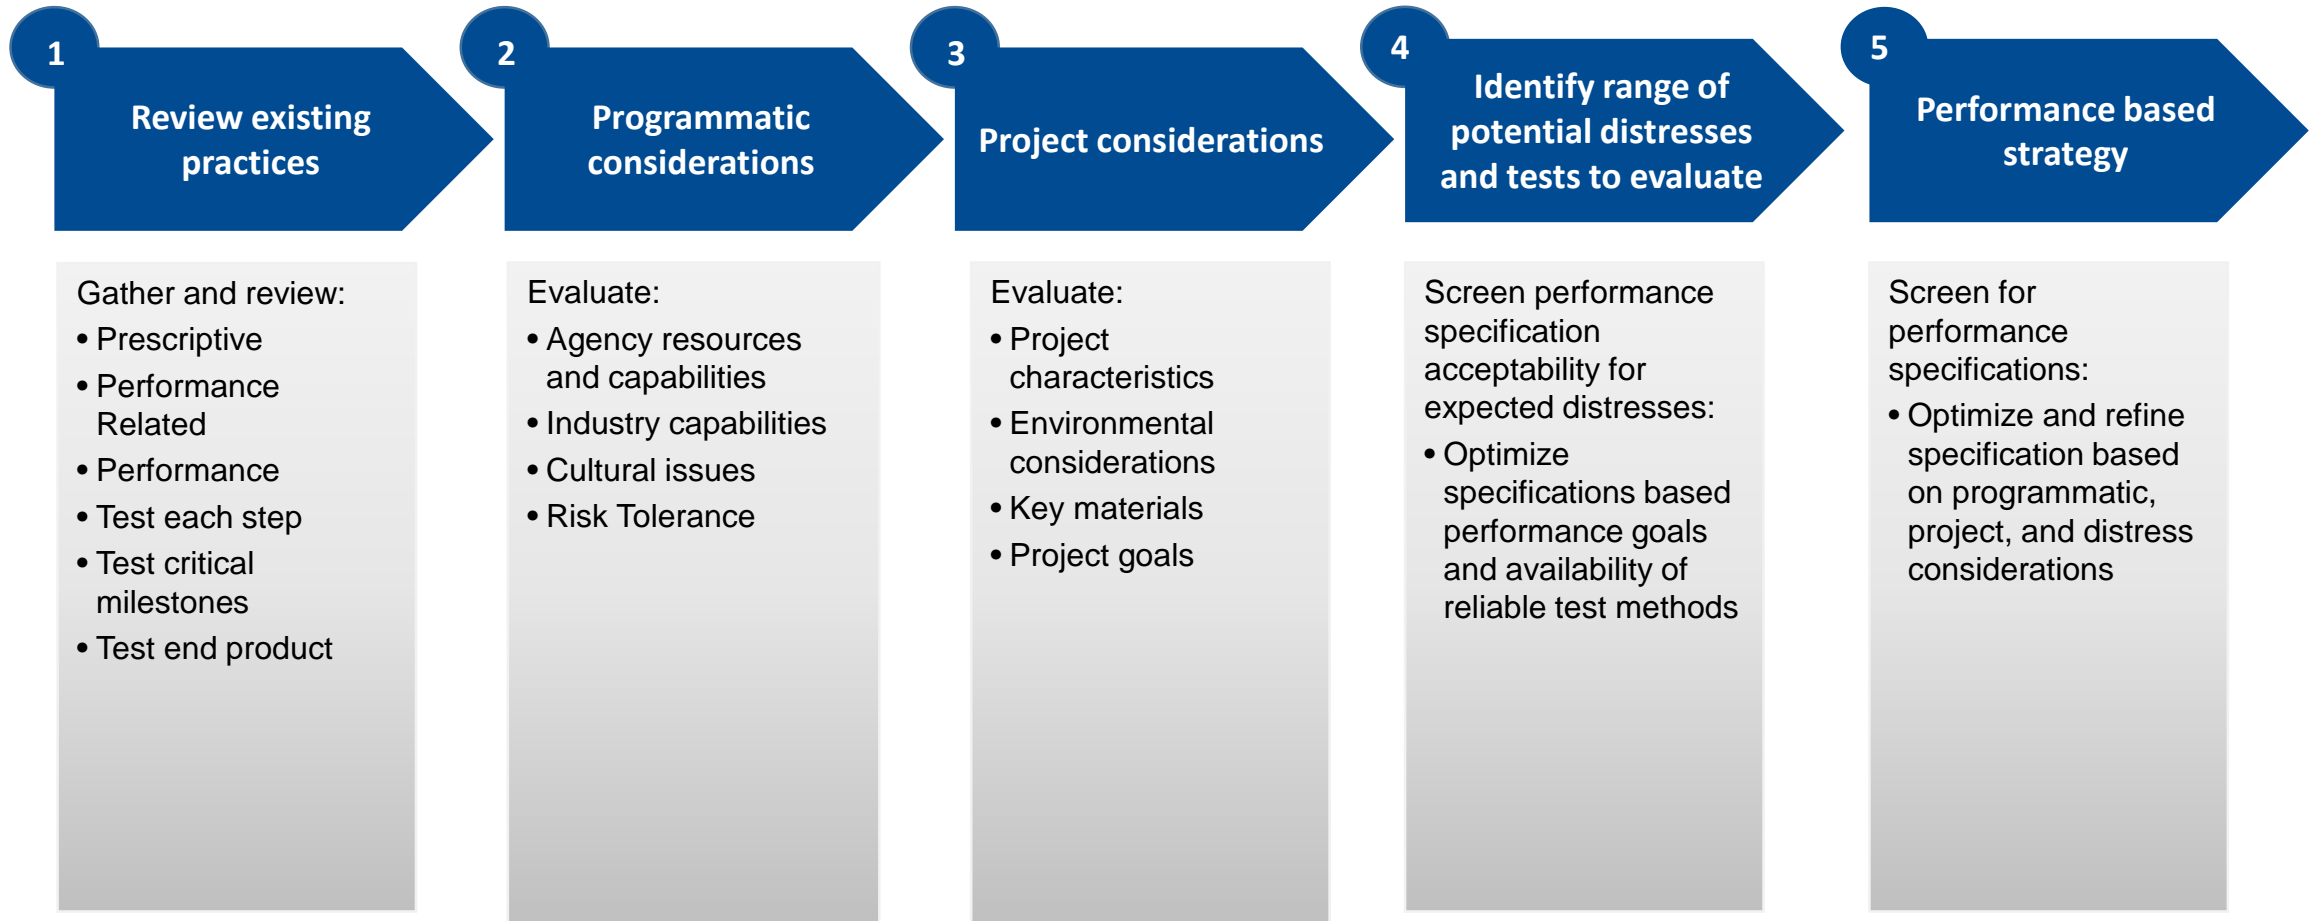 1
Review existing
practices
Gather and review:
• Prescriptive
• Performance
Related
• Performance
• Test each step
• Test critical
milestones
• Test end product
2
Programmatic
considerations
Evaluate:
• Agency resources
and capabilities
• Industry capabilities
• Cultural issues
• Risk Tolerance
3
Project considerations
Evaluate:
• Project
characteristics
• Environmental
considerations
• Key materials
• Project goals
4
Identify range of
potential distresses
and tests to evaluate
Screen performance
specification
acceptability for
expected distresses:
• Optimize
specifications based
performance goals
and availability of
reliable test methods
5
Performance based
strategy
Screen for
performance
specifications:
• Optimize and refine
specification based
on programmatic,
project, and distress
considerations